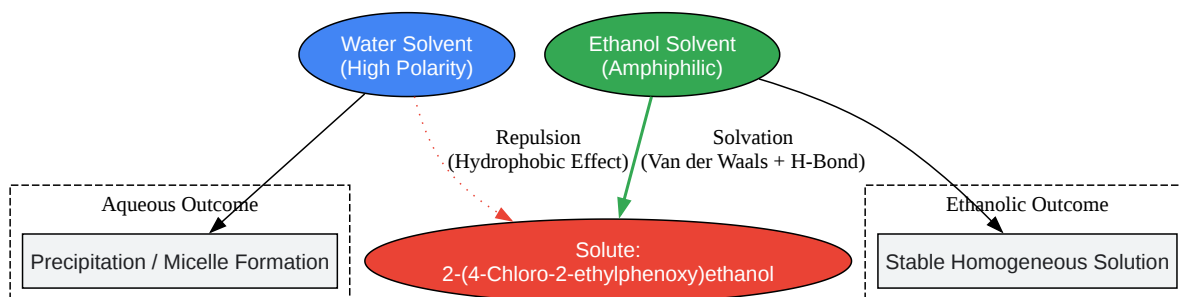 Water Solvent
(High Polarity)
Ethanol Solvent
(Amphiphilic)
Repulsion
(Hydrophobic Effect)
Solvation
(Van der Waals + H-Bond)
Aqueous Outcome
Precipitation / Micelle Formation
Solute:
2-(4-Chloro-2-ethylphenoxy)ethanol
Ethanolic Outcome
Stable Homogeneous Solution